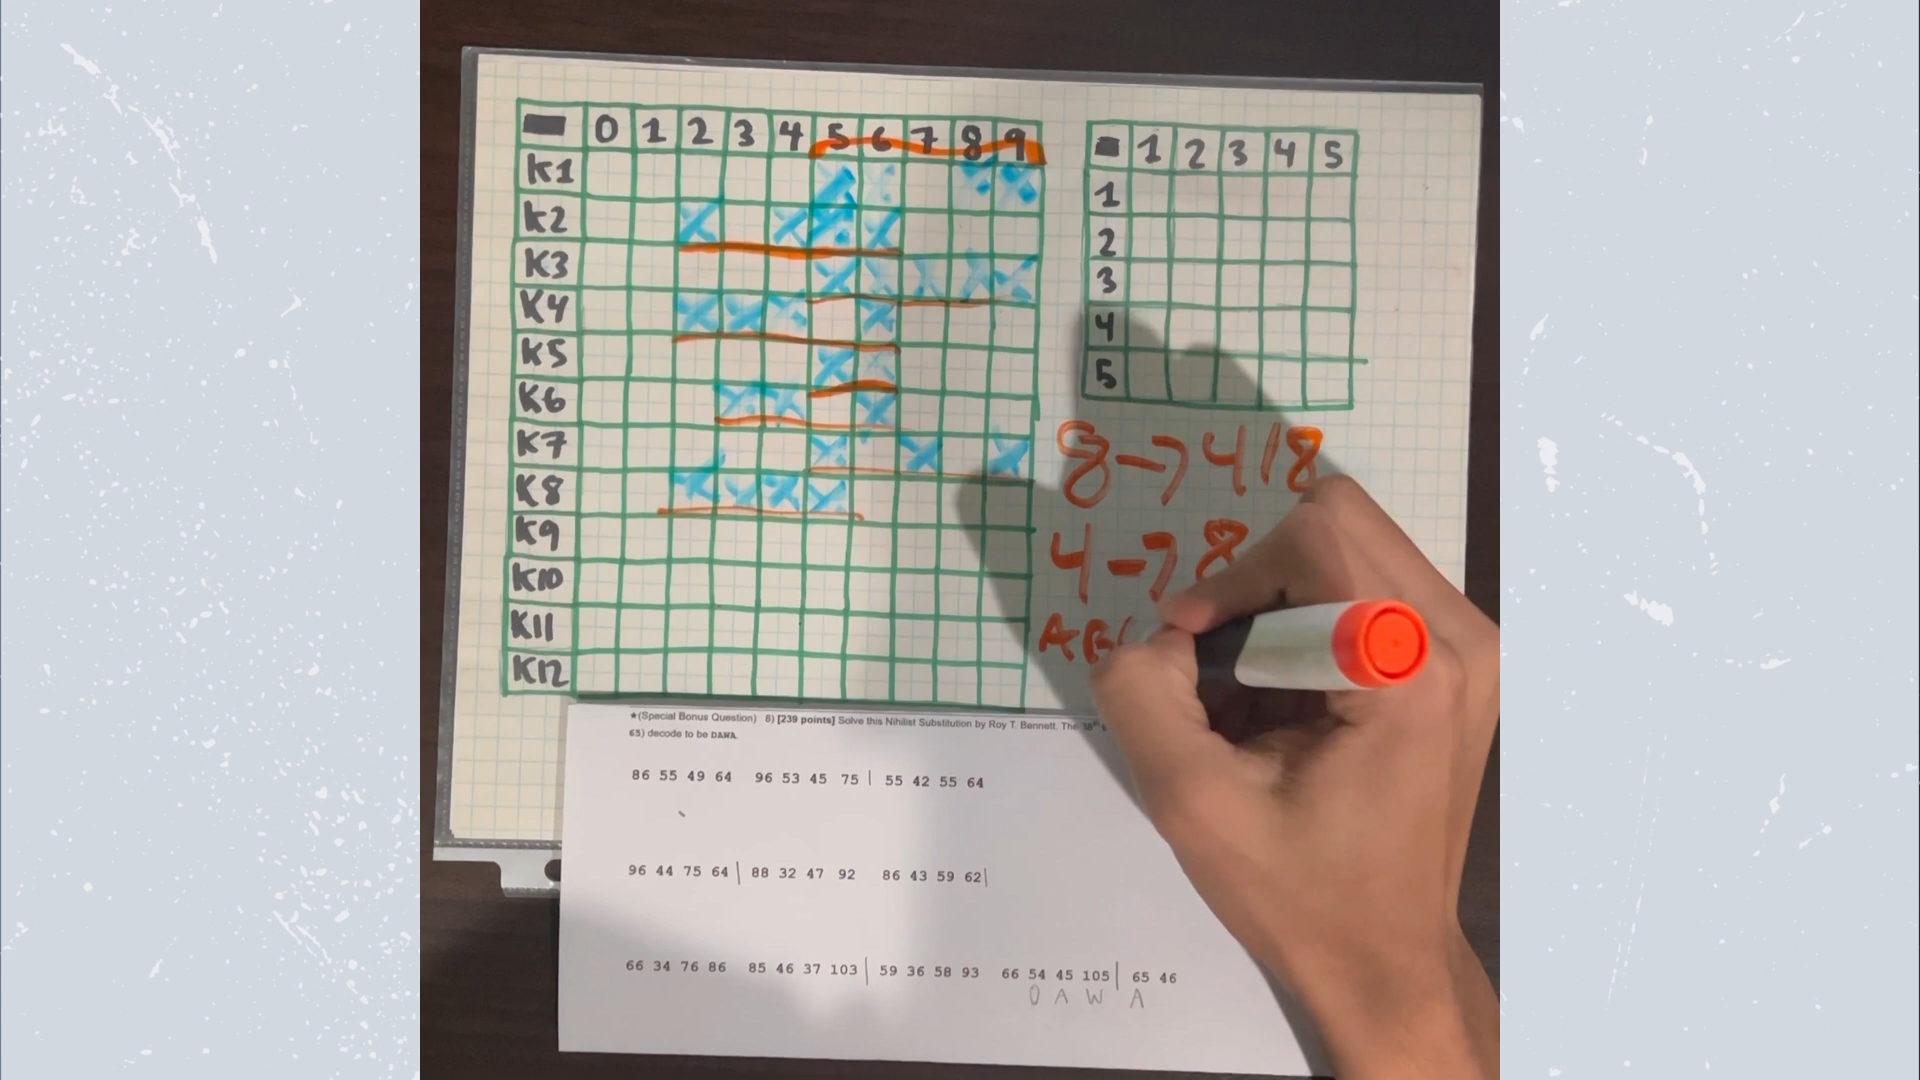 0 1 2 3 4 5 6 7 8 9
K1
K2
K3
K4
K5
K6
K7
K8
K9
K10
K11
K12
1 2 3 4 5
1
2
3
4
5
8→4/8
4→8
AB
★(Special Bonus Question) 8) [239 points] Solve this Nihilist Substitution by Roy T. Bennett. The 38th
65) decode to be DAWA.
86 55 49 64 96 53 45 75 | 55 42 55 64
96 44 75 64 | 88 32 47 92 86 43 59 62|
66 34 76 86 85 46 37 103 | 59 36 58 93 66 54 45 105 | 65 46
D A W A